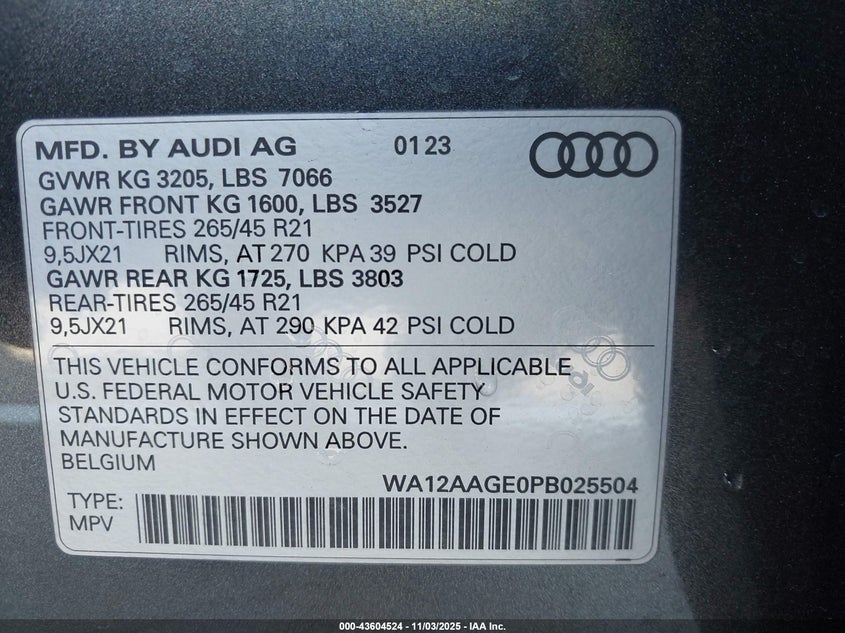 MFD. BY AUDI AG 01 23
GVWR KG 3205, LBS 7066
GAWR FRONT KG 1600, LBS 3527
FRONT-TIRES 265/45 R21
9,5JX21 RIMS, AT 270 KPA 39 PSI COLD
GAWR REAR KG 1725, LBS 3803
REAR-TIRES 265/45 R21
9,5JX21 RIMS, AT 290 KPA 42 PSI COLD
THIS VEHICLE CONFORMS TO ALL APPLICABLE
U.S. FEDERAL MOTOR VEHICLE SAFETY
STANDARDS IN EFFECT ON THE DATE OF
MANUFACTURE SHOWN ABOVE.
BELGIUM
WA12AAGE0PB025504
TYPE:
MPV
000-43604524 - 11/03/2025 - IAA Inc.